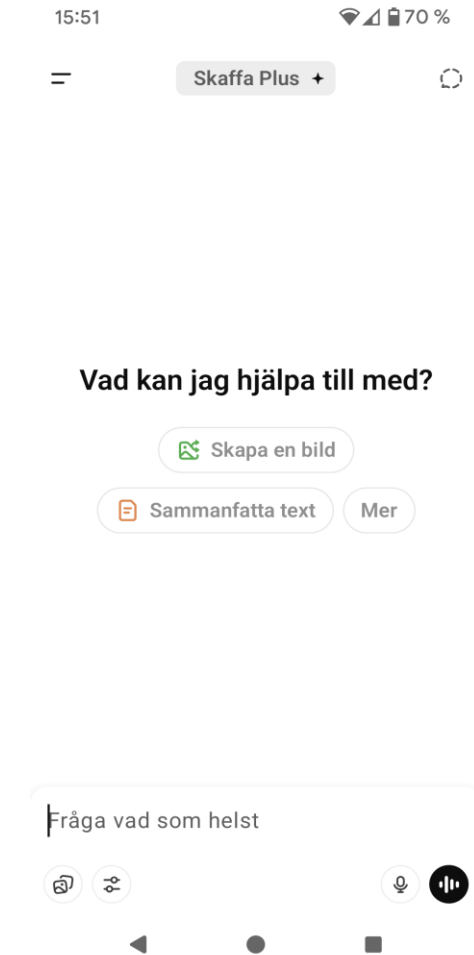 15:51 70 %
Skaffa Plus
Vad kan jag hjälpa till med?
Skapa en bild
Sammanfatta text Mer
Fråga vad som helst